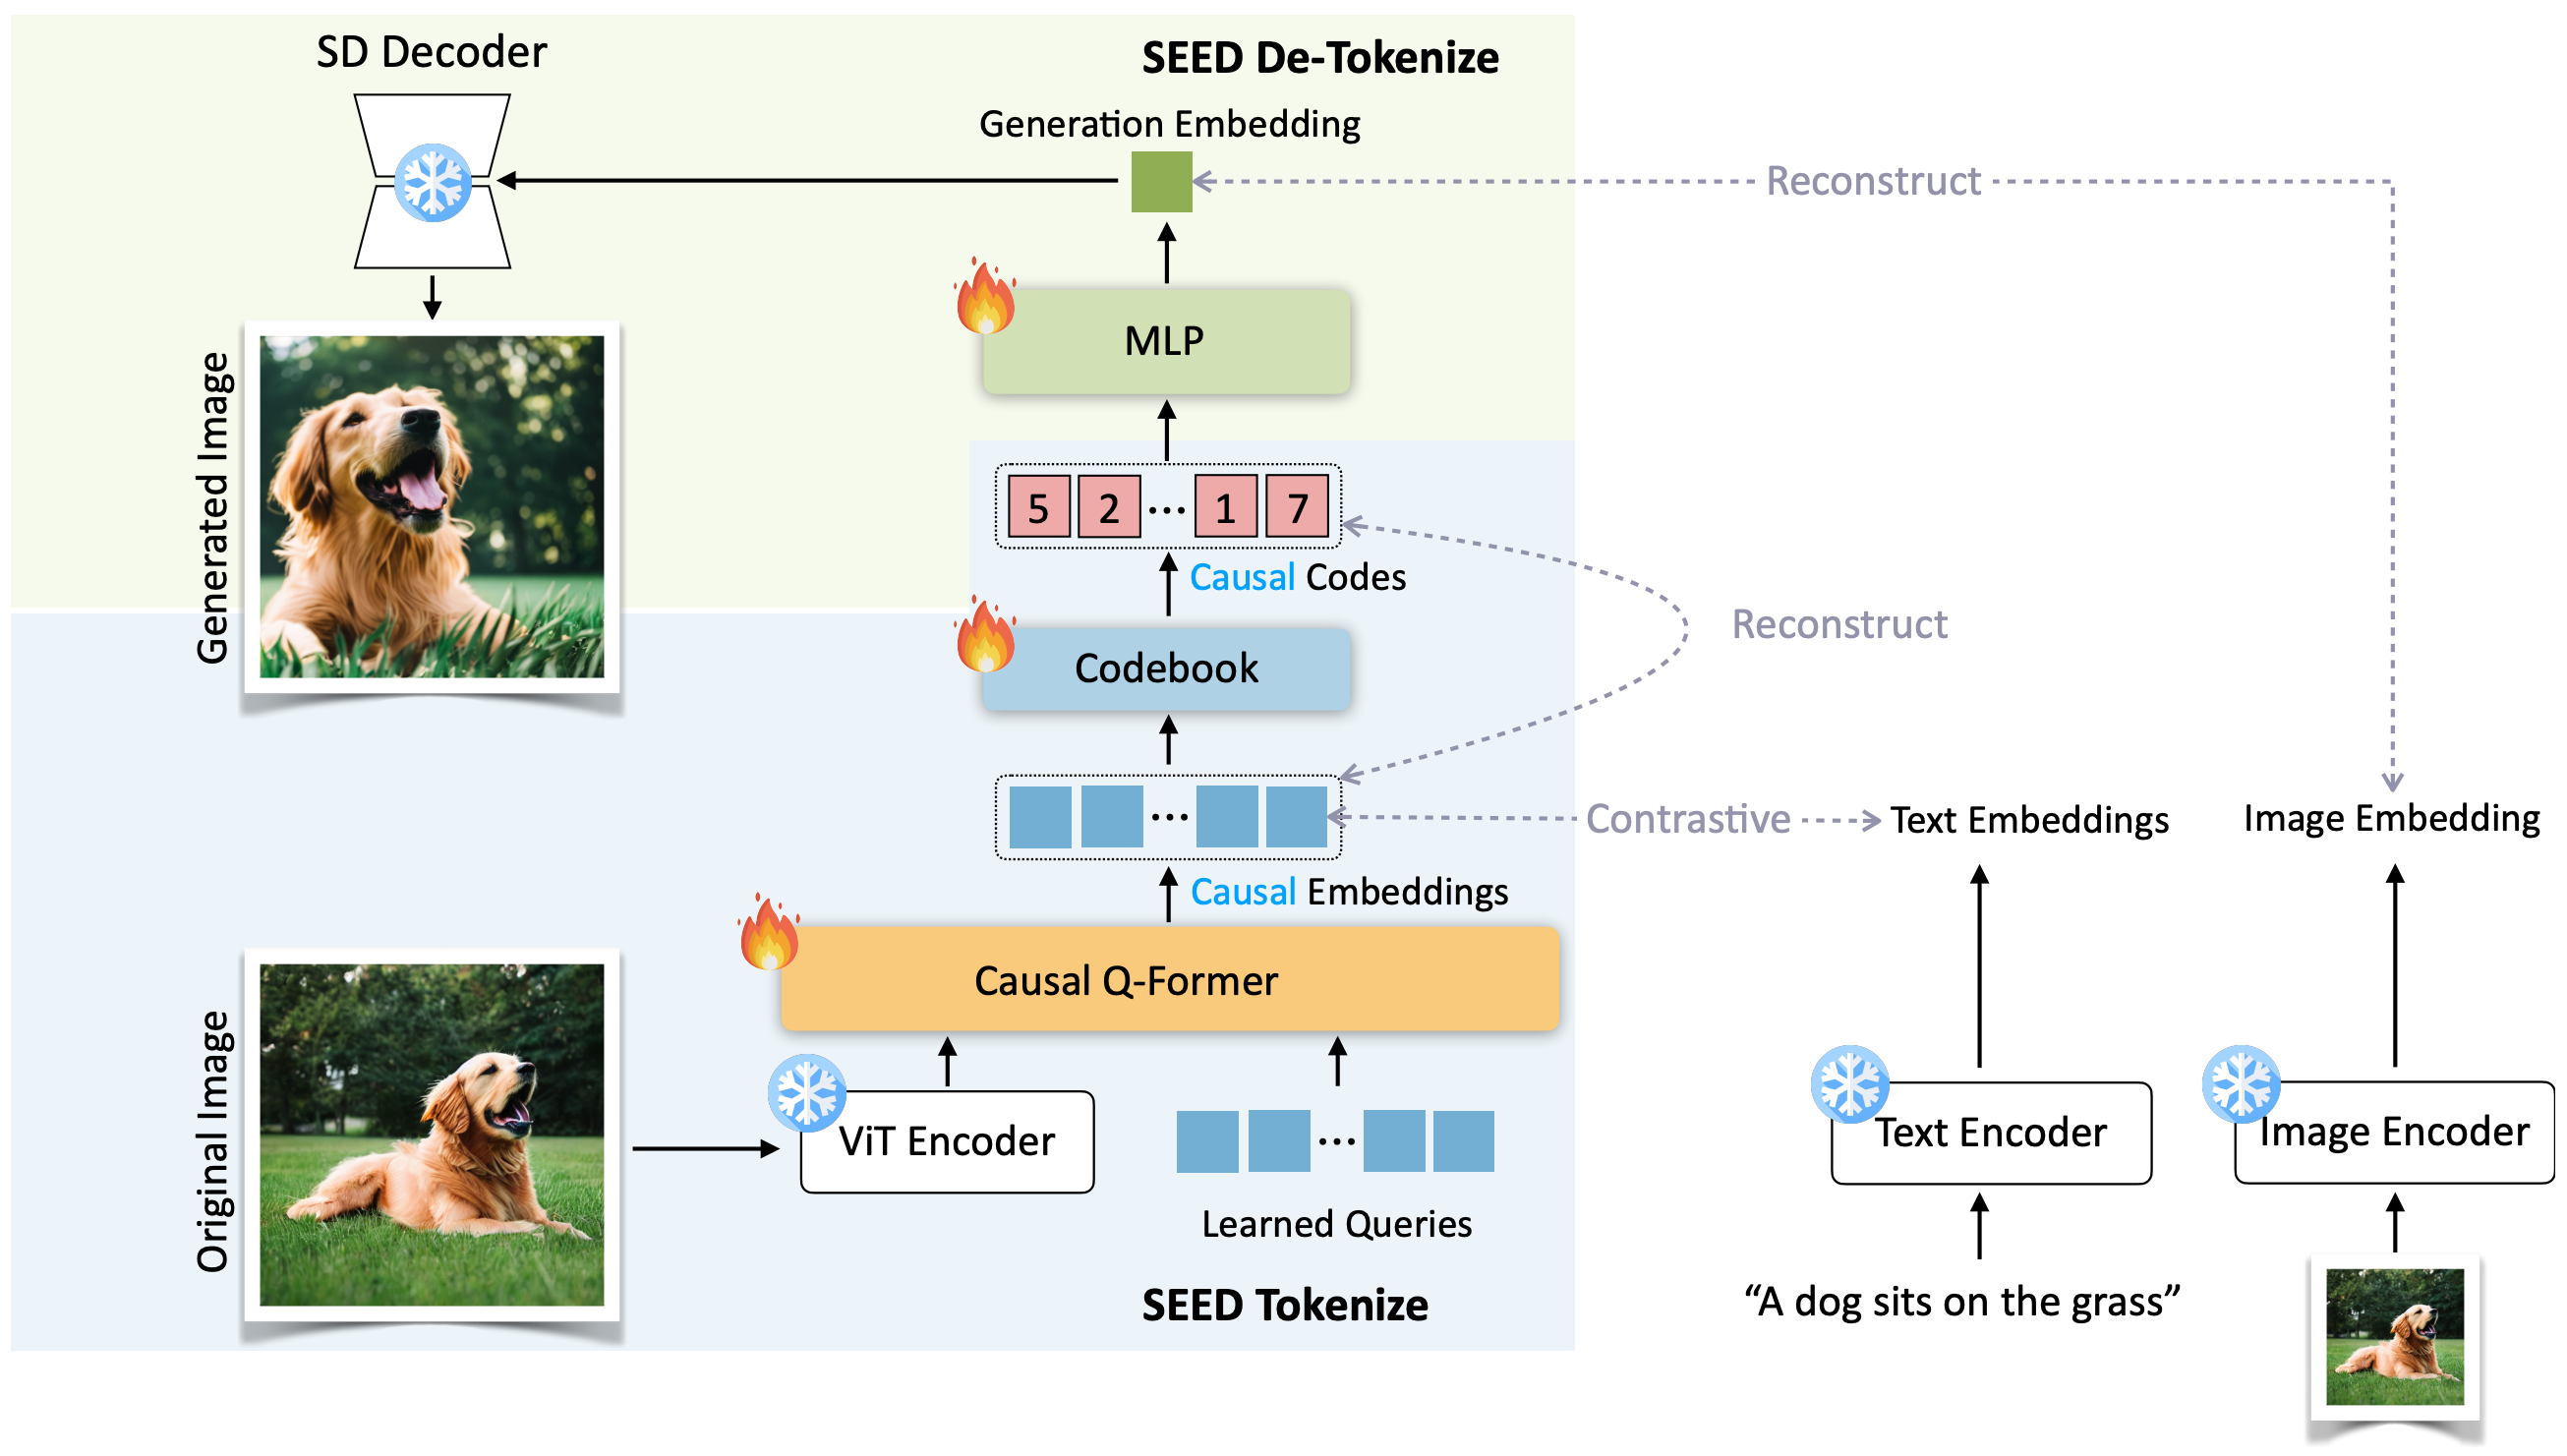 SD Decoder
SEED De-Tokenize
Generation Embedding
Reconstruct
MLP
Generated Image
5 2 ... 1 7
Causal Codes
Reconstruct
Codebook
Contrastive
Text Embeddings
Image Embedding
Causal Embeddings
Causal Q-Former
Original Image
ViT Encoder
Text Encoder
Image Encoder
Learned Queries
SEED Tokenize
“A dog sits on the grass”